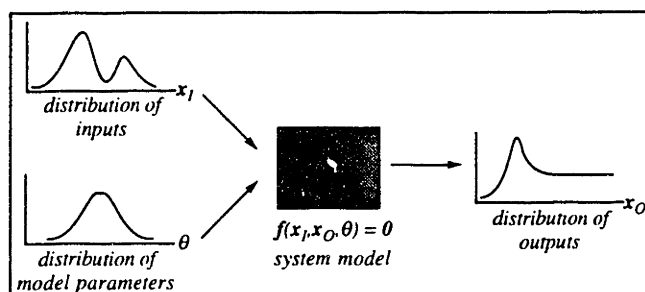 x_I
distribution of
inputs
θ
distribution of
model parameters
f(x_I,x_O,θ) = 0
system model
x_O
distribution of
outputs